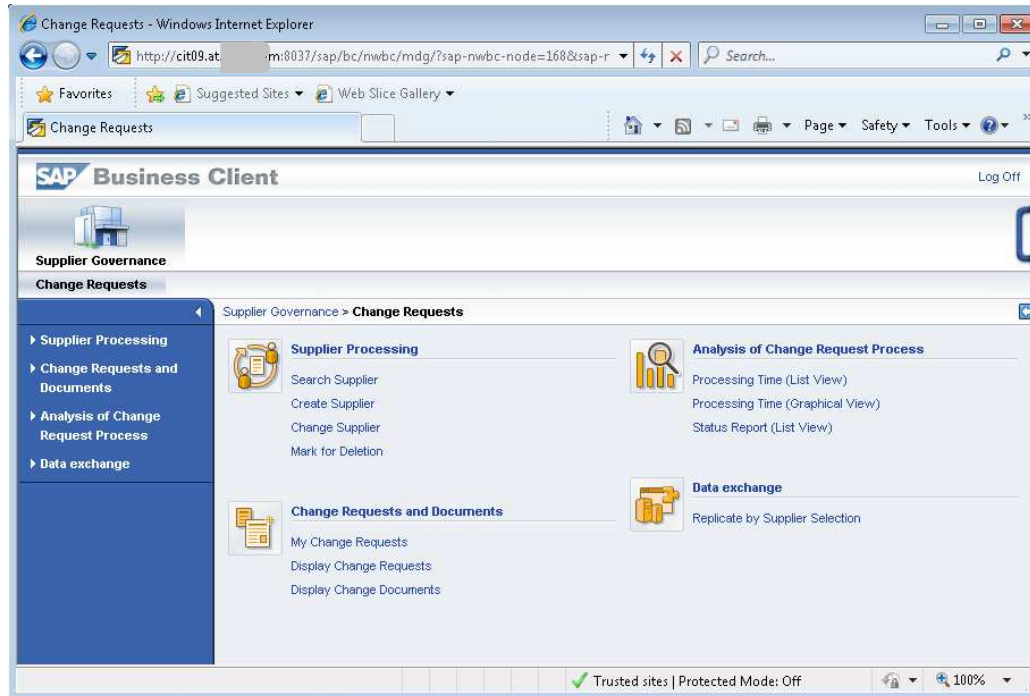 Change Requests - Windows Internet Explorer
http://cit09.at m:8037/sap/bc/nwbc/mdg/?sap-nwbc-node=168&sap-r
Search...
Favorites Suggested Sites Web Slice Gallery
Change Requests
Page Safety Tools
SAP Business Client
Log Off
Supplier Governance
Change Requests
Supplier Governance > Change Requests
Supplier Processing
Change Requests and
Documents
Analysis of Change
Request Process
Data exchange
Supplier Processing
Search Supplier
Create Supplier
Change Supplier
Mark for Deletion
Change Requests and Documents
My Change Requests
Display Change Requests
Display Change Documents
Analysis of Change Request Process
Processing Time (List View)
Processing Time (Graphical View)
Status Report (List View)
Data exchange
Replicate by Supplier Selection
Trusted sites | Protected Mode: Off
100%